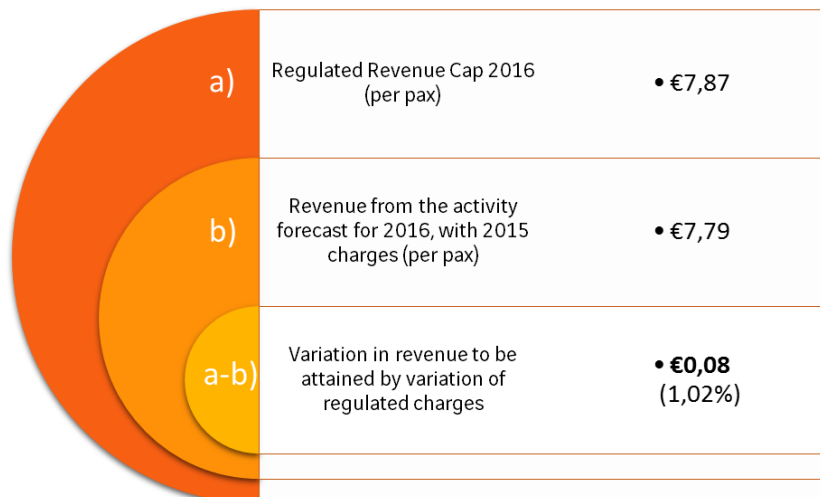 a)
Regulated Revenue Cap 2016
(per pax)
• €7,87
b)
Revenue from the activity
forecast for 2016, with 2015
charges (per pax)
• €7,79
a-b)
Variation in revenue to be
attained by variation of
regulated charges
• €0,08
(1,02%)